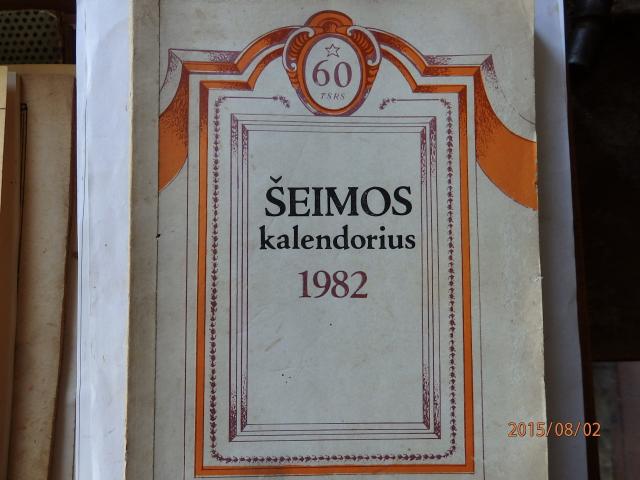 60
TSRS
ŠEIMOS
kalendorius
1982
2015/08/02